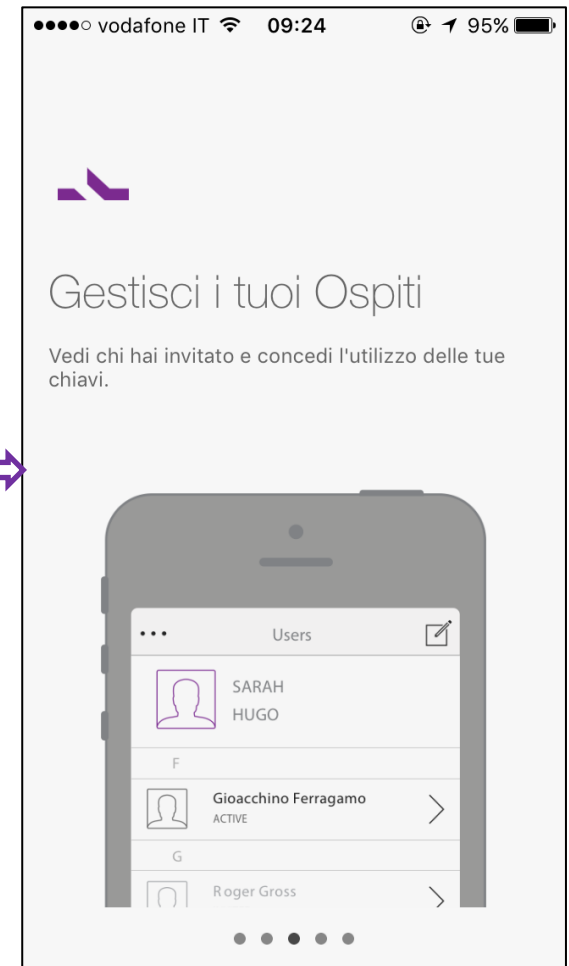 vodafone IT 09:24 95%
Gestisci i tuoi Ospiti
Vedi chi hai invitato e concedi l'utilizzo delle tue
chiavi.
Users
SARAH
HUGO
F
Gioacchino Ferragamo
ACTIVE
G
Roger Gross